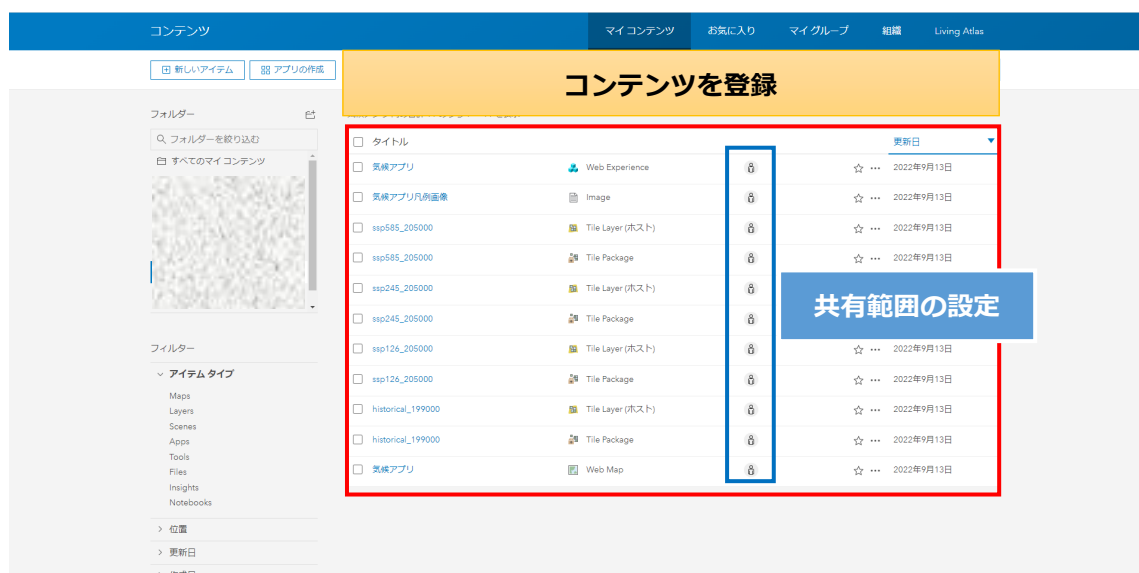 コンテンツ
マイ コンテンツ
お気に入り
マイ グループ
組織
Living Atlas
新しいアイテム
アプリの作成
コンテンツを登録
フォルダー
フォルダーを絞り込む
すべてのマイ コンテンツ
タイトル
更新日
気候アプリ Web Experience 2022年9月13日
気候アプリ凡例画像 Image 2022年9月13日
ssp585_205000 Tile Layer (ホスト) 2022年9月13日
ssp585_205000 Tile Package 2022年9月13日
ssp245_205000 Tile Layer (ホスト)
共有範囲の設定
ssp245_205000 Tile Package
ssp126_205000 Tile Layer (ホスト) 2022年9月13日
ssp126_205000 Tile Package 2022年9月13日
historical_199000 Tile Layer (ホスト) 2022年9月13日
historical_199000 Tile Package 2022年9月13日
気候アプリ Web Map 2022年9月13日
フィルター
アイテム タイプ
Maps
Layers
Scenes
Apps
Tools
Files
Insights
Notebooks
位置
更新日